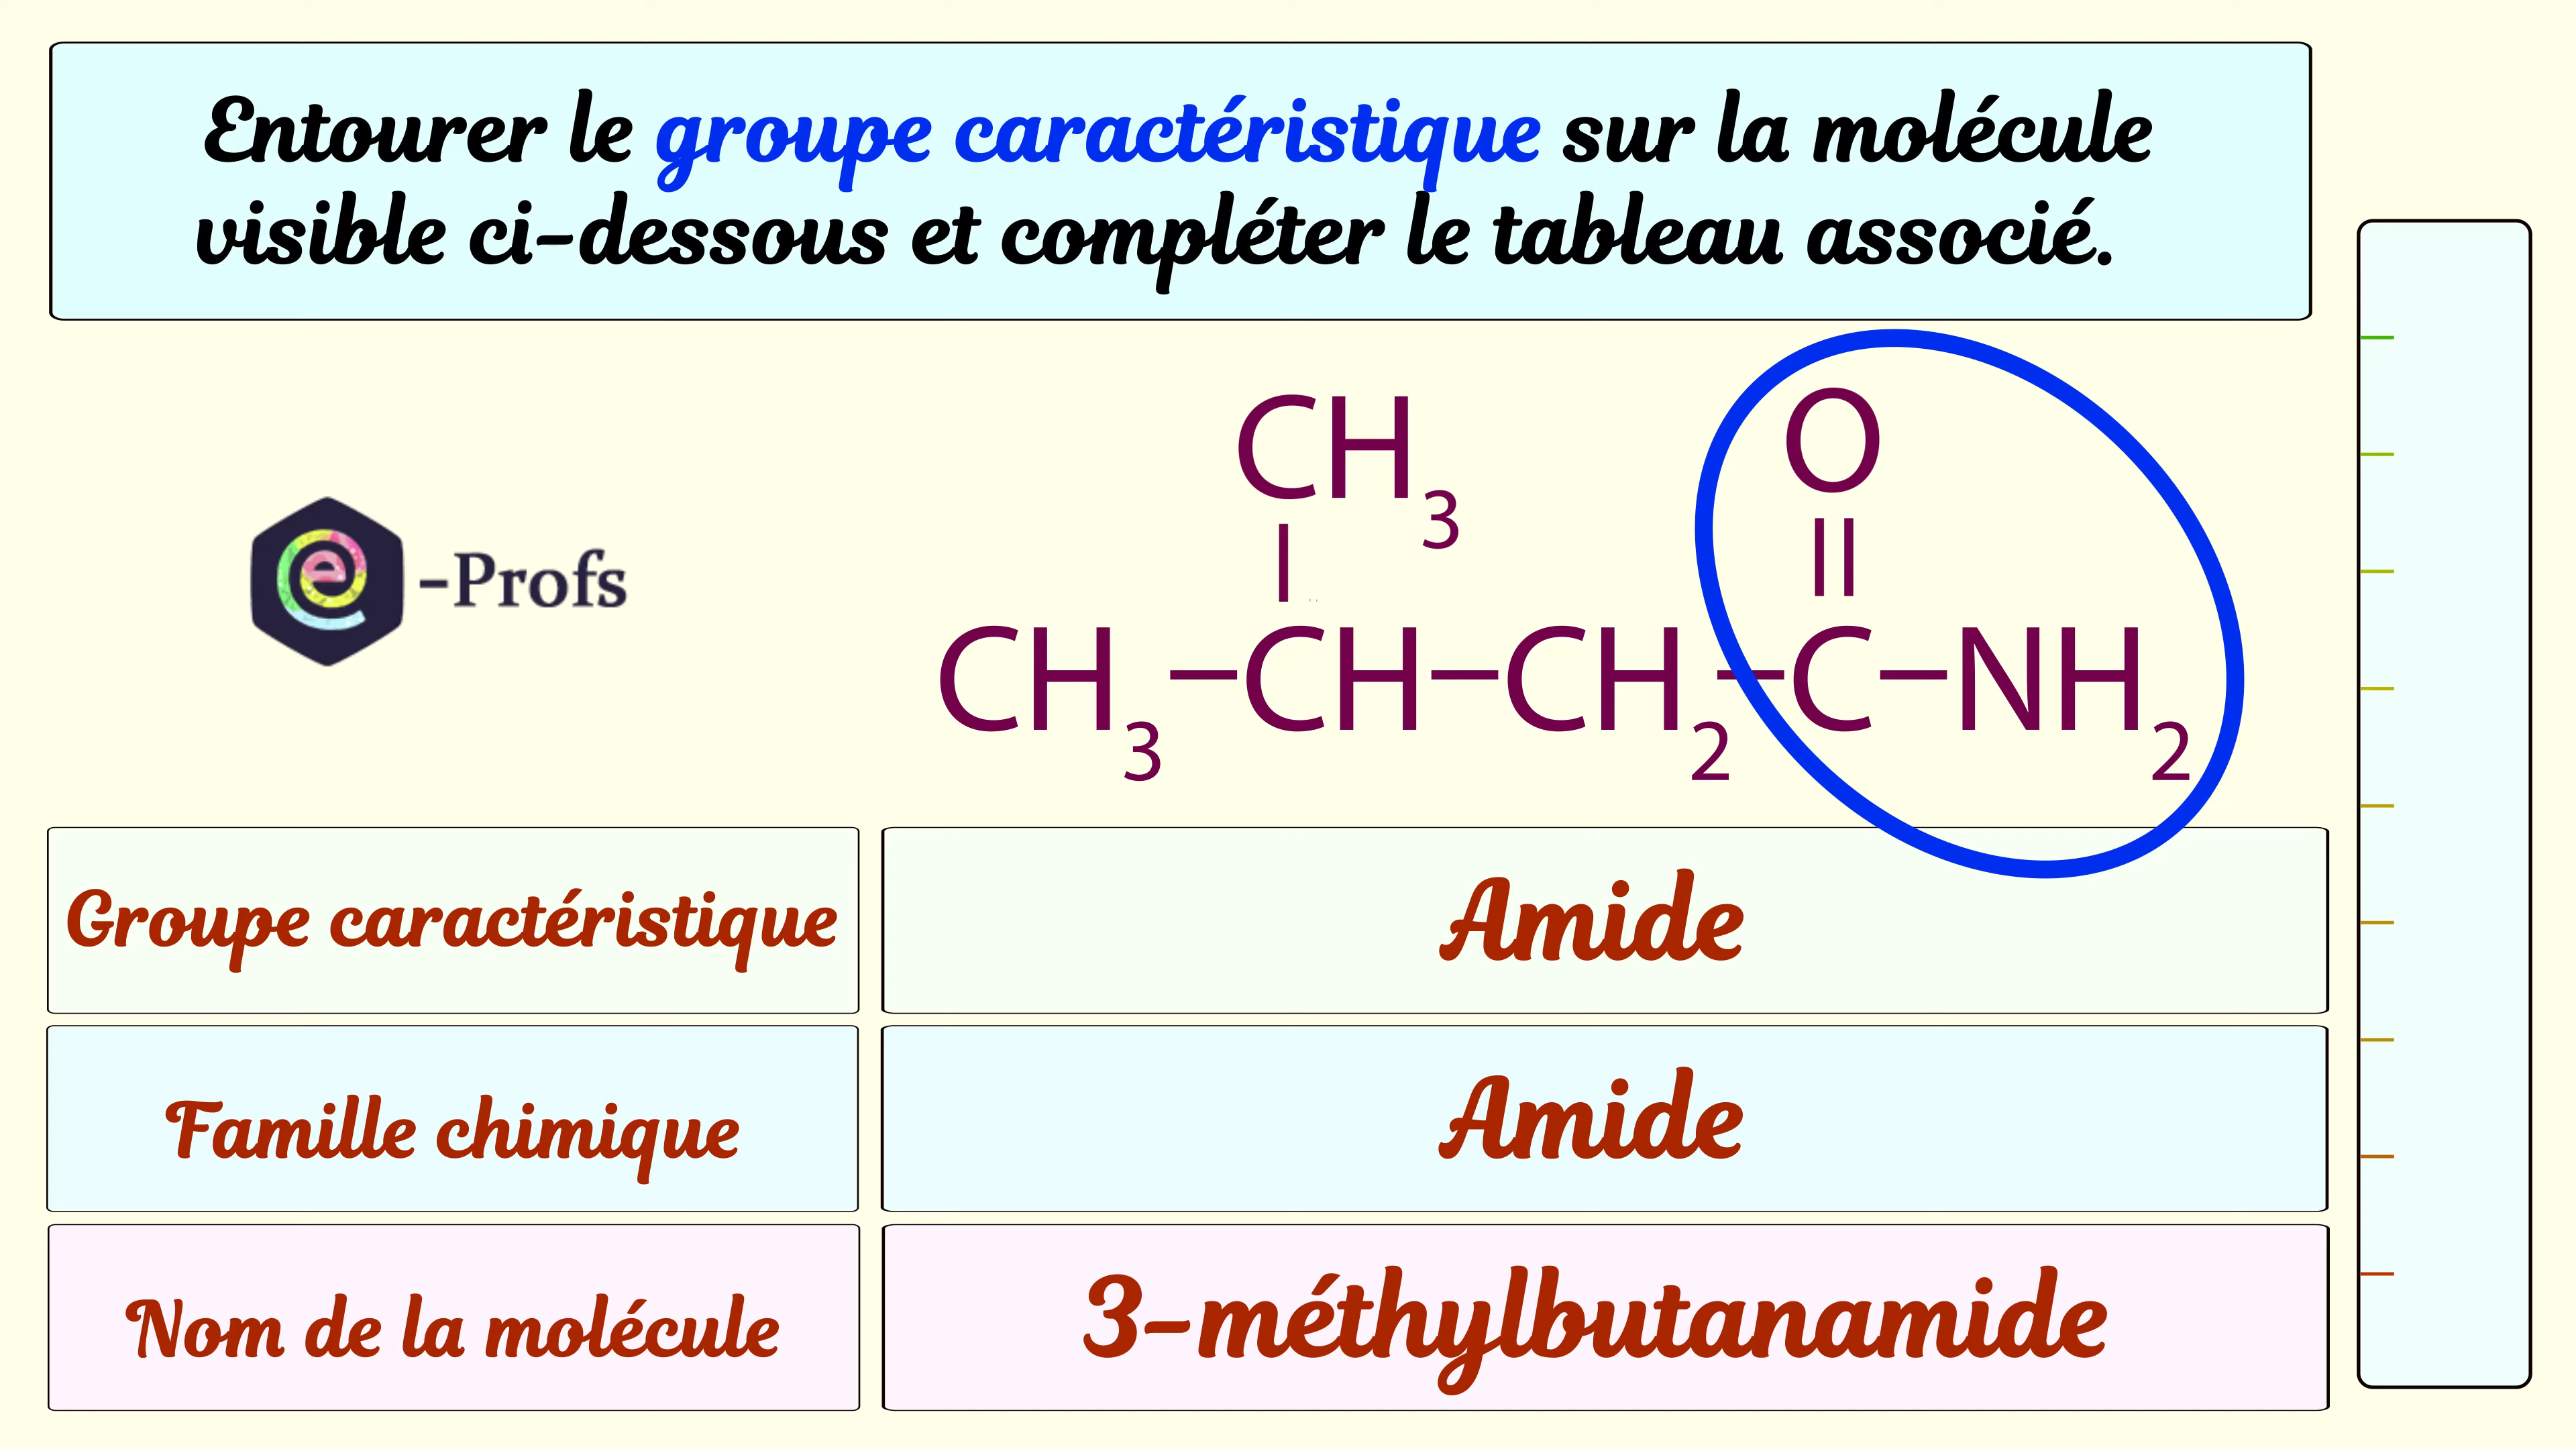 Entourer le groupe caractéristique sur la molécule
visible ci-dessous et compléter le tableau associé.
CH3 O
e -Profs
CH3 –CH–CH2 –C–NH2
Groupe caractéristique
Amide
Famille chimique
Amide
Nom de la molécule
3-méthylbutanamide